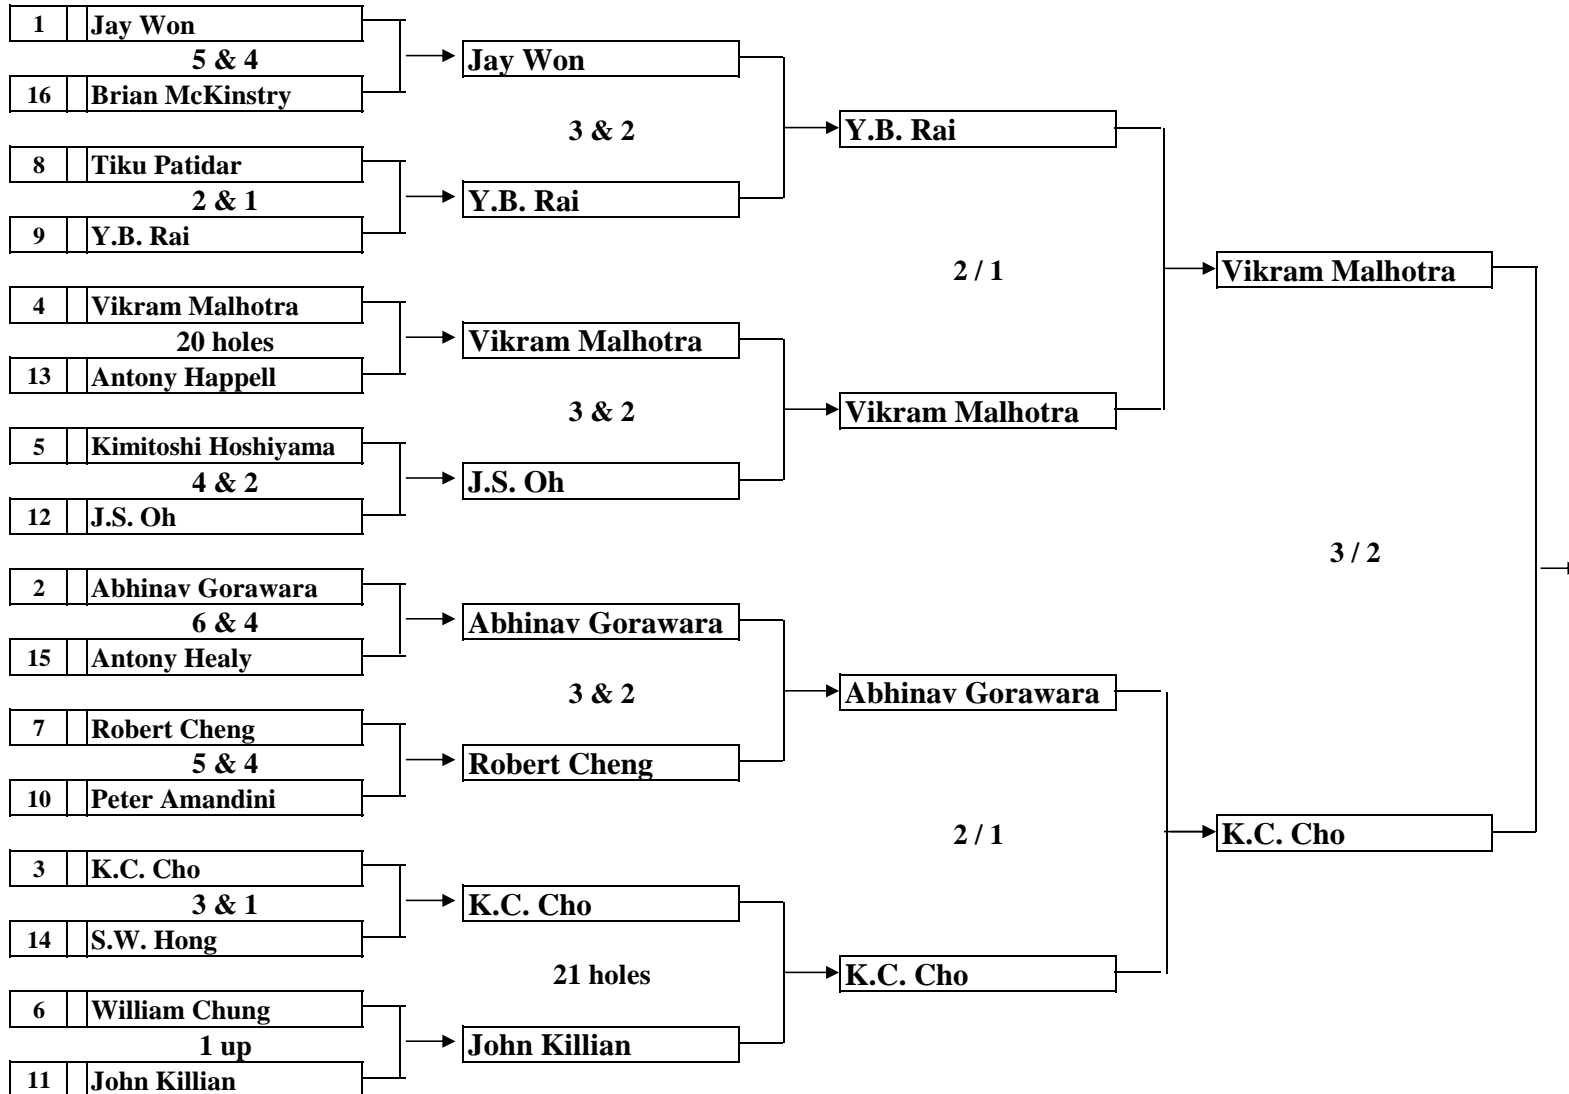 1 Jay Won
5 & 4
16 Brian McKinstry
8 Tiku Patidar
2 & 1
9 Y.B. Rai
4 Vikram Malhotra
20 holes
13 Antony Happell
5 Kimitoshi Hoshiyama
4 & 2
12 J.S. Oh
2 Abhinav Gorawara
6 & 4
15 Antony Healy
7 Robert Cheng
5 & 4
10 Peter Amandini
3 K.C. Cho
3 & 1
14 S.W. Hong
6 William Chung
1 up
11 John Killian
Jay Won
3 & 2
Y.B. Rai
Vikram Malhotra
3 & 2
J.S. Oh
Abhinav Gorawara
3 & 2
Robert Cheng
K.C. Cho
21 holes
John Killian
Y.B. Rai
2 / 1
Vikram Malhotra
Abhinav Gorawara
2 / 1
K.C. Cho
Vikram Malhotra
3 / 2
K.C. Cho